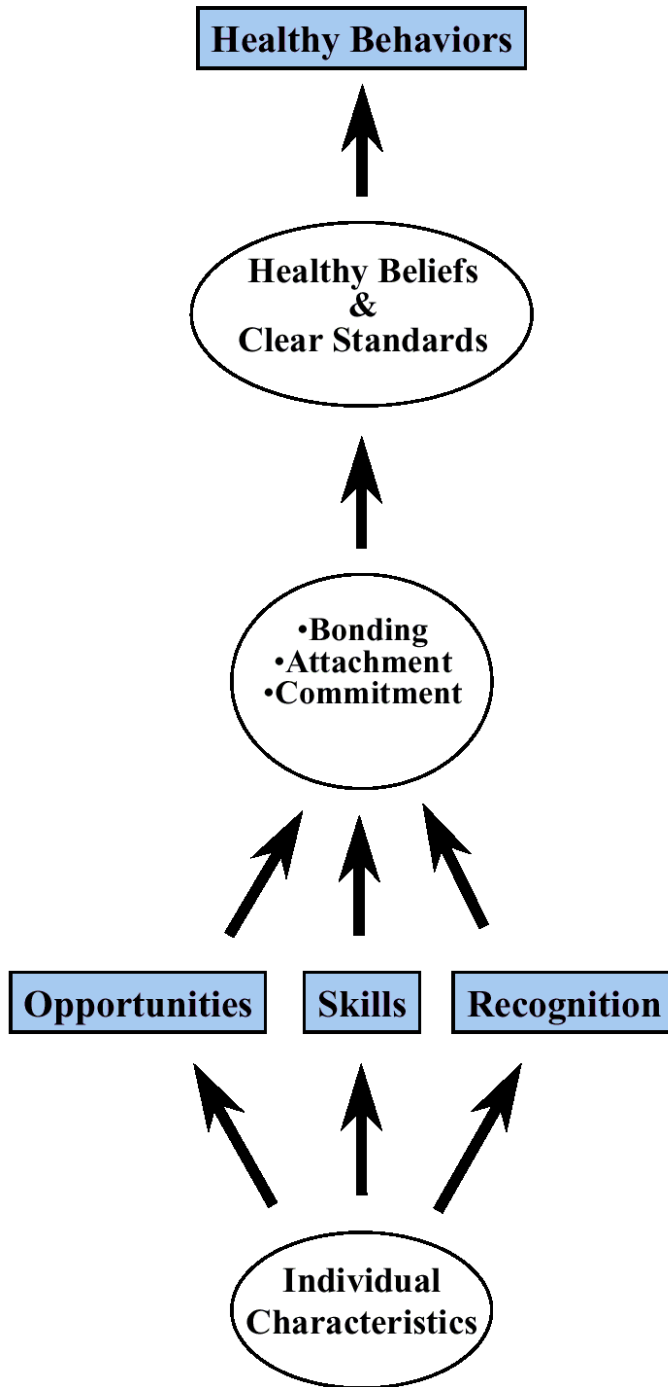 Healthy Behaviors
Healthy Beliefs
&
Clear Standards
•Bonding
•Attachment
•Commitment
Opportunities
Skills
Recognition
Individual
Characteristics